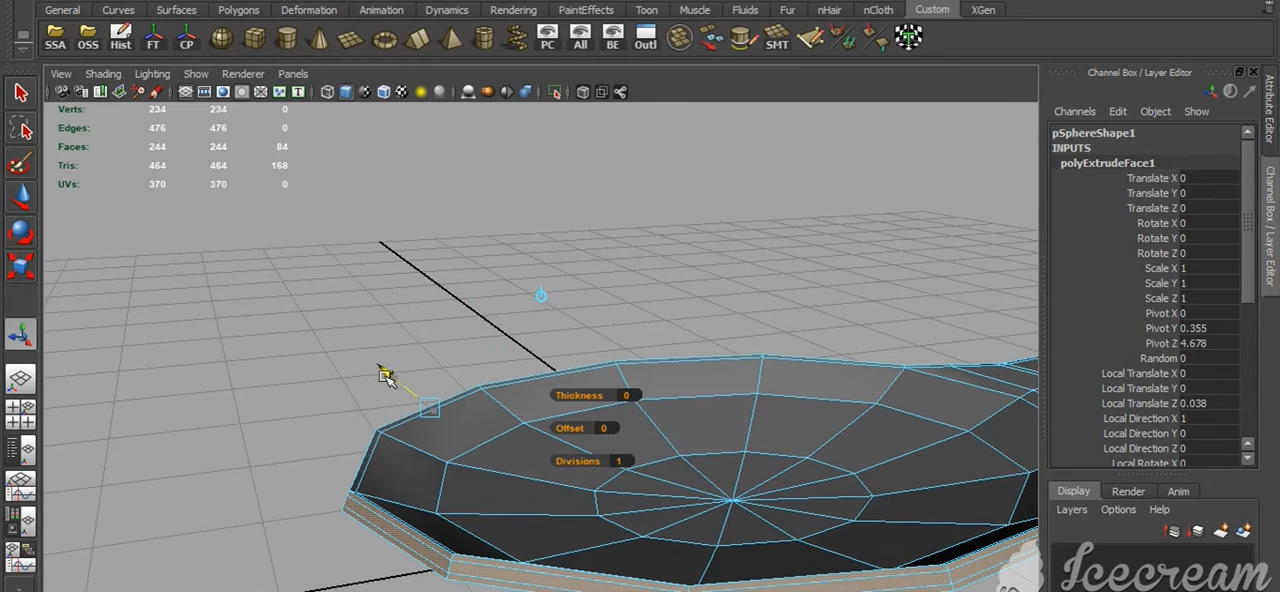 General Curves Surfaces Polygons Deformation Animation Dynamics Rendering PaintEffects Toon Muscle Fluids Fur nHair nCloth Custom XGen
SSA OSS Hist FT CP PC All BE Outl SMT
View Shading Lighting Show Renderer Panels
Verts: 234 234 0
Edges: 476 476 0
Faces: 244 244 84
Tris: 464 464 168
UVs: 370 370 0
Thickness 0
Offset 0
Divisions 1
Channel Box / Layer Editor
Channels Edit Object Show
pSphereShape1
INPUTS
polyExtrudeFace1
Translate X 0
Translate Y 0
Translate Z 0
Rotate X 0
Rotate Y 0
Rotate Z 0
Scale X 1
Scale Y 1
Scale Z 1
Pivot X 0
Pivot Y 0.355
Pivot Z 4.678
Random 0
Local Translate X 0
Local Translate Y 0
Local Translate Z 0.038
Local Direction X 1
Local Direction Y 0
Local Direction Z 0
Local Rotate X 0
Display Render Anim
Layers Options Help
Attribute Editor
Channel Box / Layer Editor
Icecream